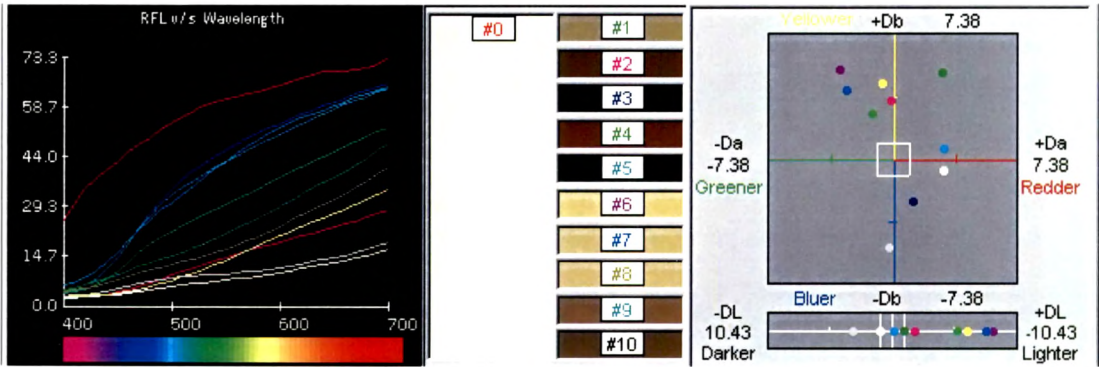 RFL v/s Wavelength
73.3
58.7
44.0
29.3
14.7
0.0
400 500 600 700
#0
#1
#2
#3
#4
#5
#6
#7
#8
#9
#10
Yellower +Db 7.38
-Da
-7.38
Greener
+Da
7.38
Redder
Bluer -Db -7.38
-DL
10.43
Darker
+DL
-10.43
Lighter